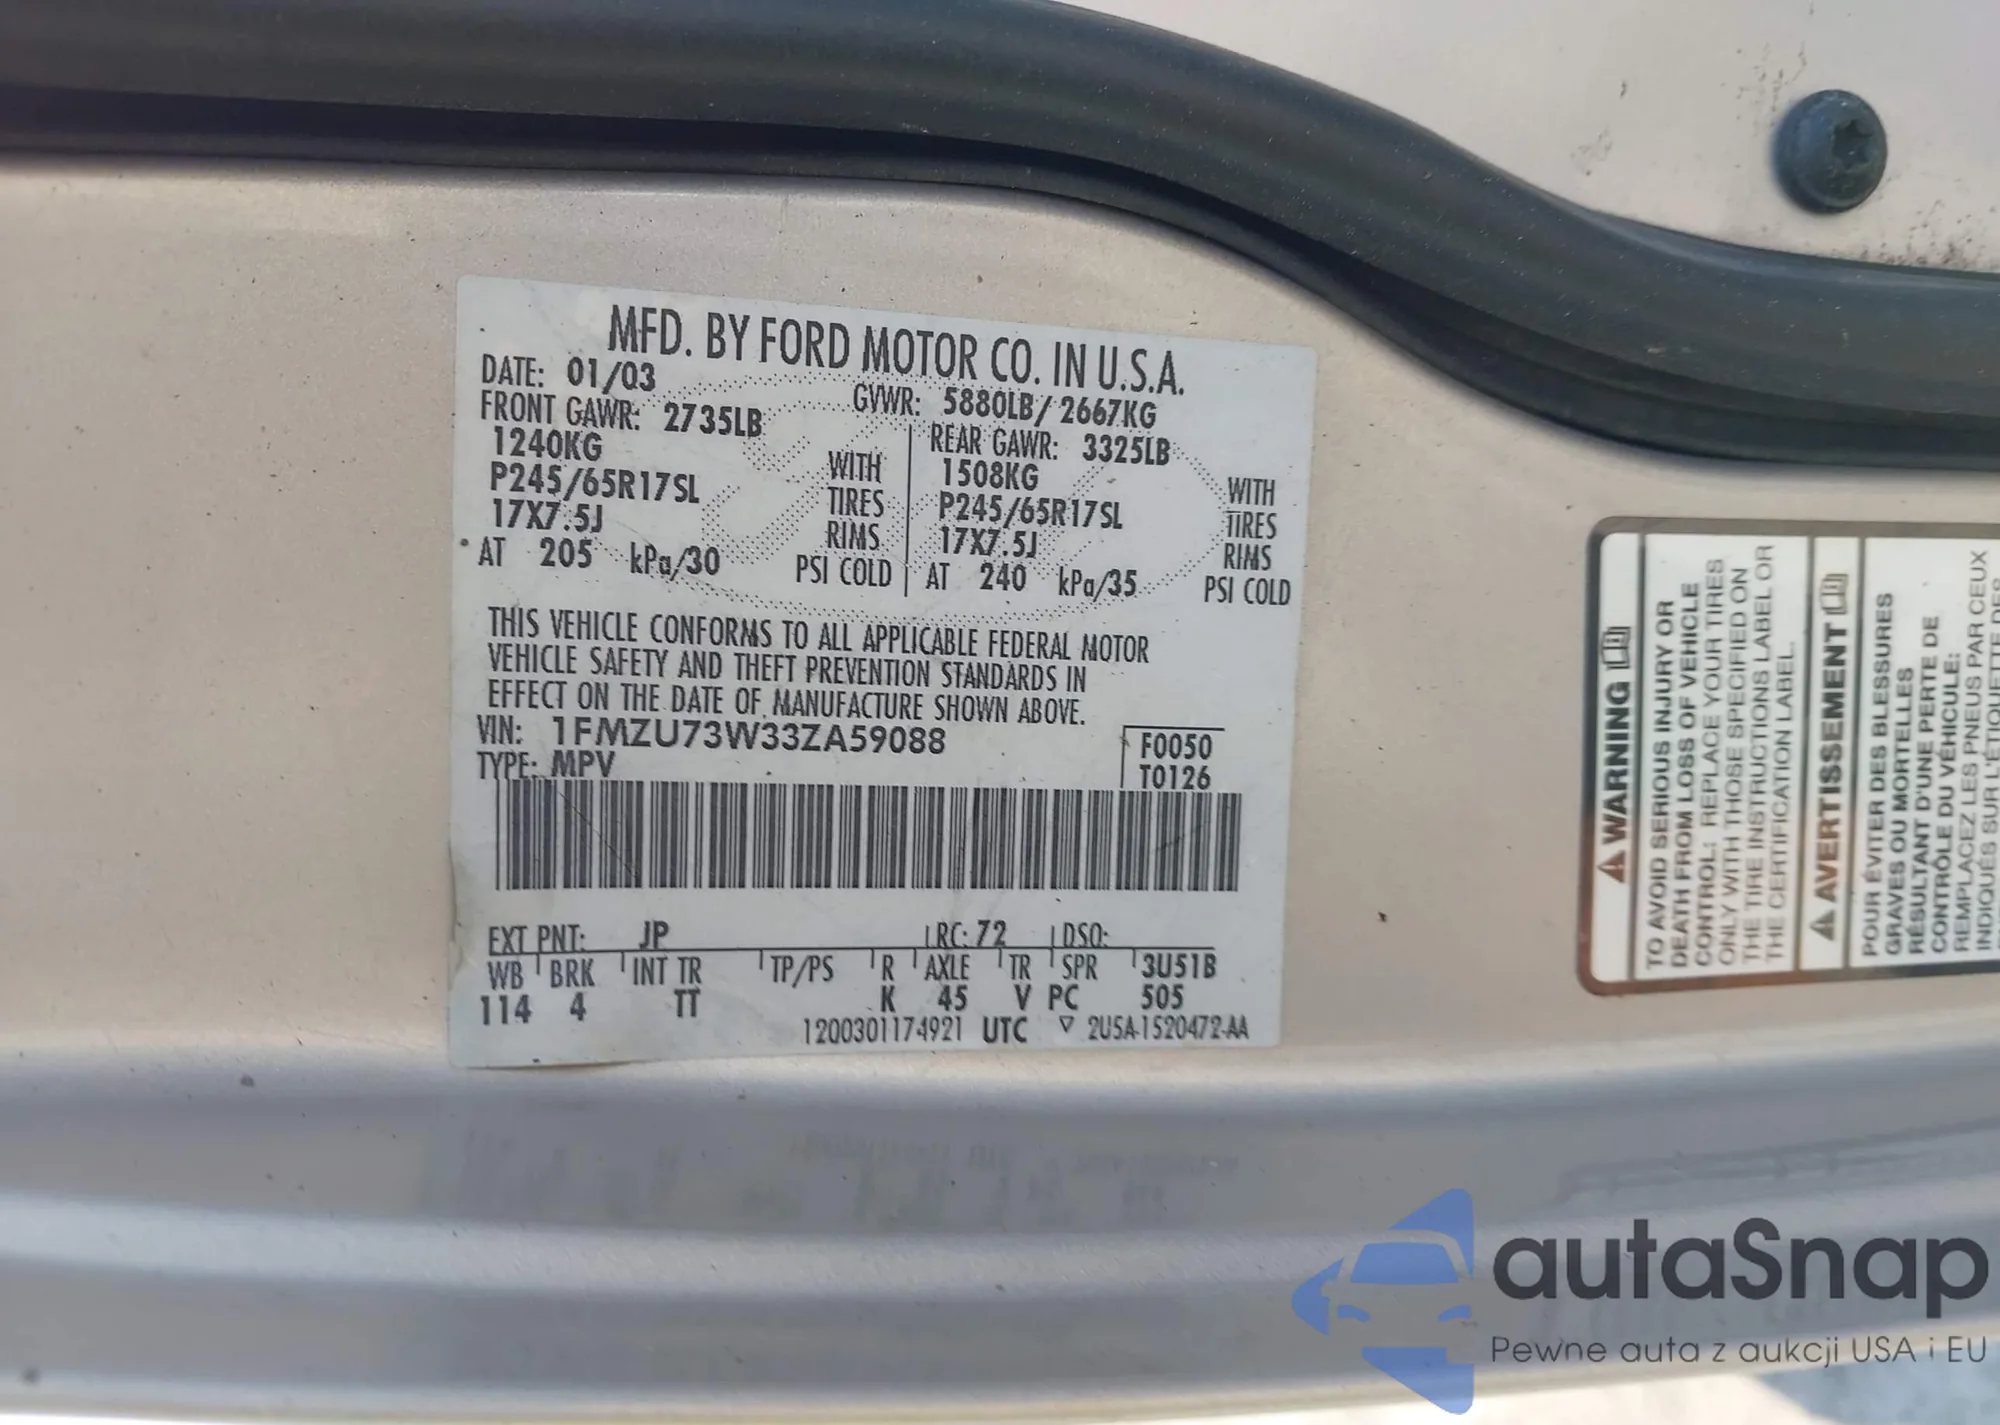 MFD. BY FORD MOTOR CO. IN U.S.A.
DATE: 01/03 GVWR: 5880LB/ 2667KG
FRONT GAWR: 2735LB REAR GAWR: 3325LB
1240KG WITH 1508KG WITH
P245/65R17SL TIRES P245/65R17SL TIRES
17X7.5J RIMS 17X7.5J RIMS
AT 205 kPa/30 PSI COLD AT 240 kPa/35 PSI COLD
THIS VEHICLE CONFORMS TO ALL APPLICABLE FEDERAL MOTOR
VEHICLE SAFETY AND THEFT PREVENTION STANDARDS IN
EFFECT ON THE DATE OF MANUFACTURE SHOWN ABOVE.
VIN: 1FMZU73W33ZA59088 F0050
TYPE: MPV T0126
EXT PNT: JP RC: 72 DSO:
WB BRK INT TR TP/PS R AXLE TR SPR 3U51B
114 4 TT K 45 V PC 505
1200301174921 UTC 2U5A-1520472-AA
WARNING
TO AVOID SERIOUS INJURY OR
DEATH FROM LOSS OF VEHICLE
CONTROL: REPLACE YOUR TIRES
ONLY WITH THOSE SPECIFIED ON
THE TIRE INSTRUCTIONS LABEL OR
THE CERTIFICATION LABEL.
AVERTISSEMENT
POUR ÉVITER DES BLESSURES
GRAVES OU MORTELLES
RÉSULTANT D'UNE PERTE DE
CONTRÔLE DU VÉHICULE:
REMPLACEZ LES PNEUS PAR CEUX
INDIQUÉS SUR L'ÉTIQUETTE DES
autaSnap
Pewne auta z aukcji USA i EU